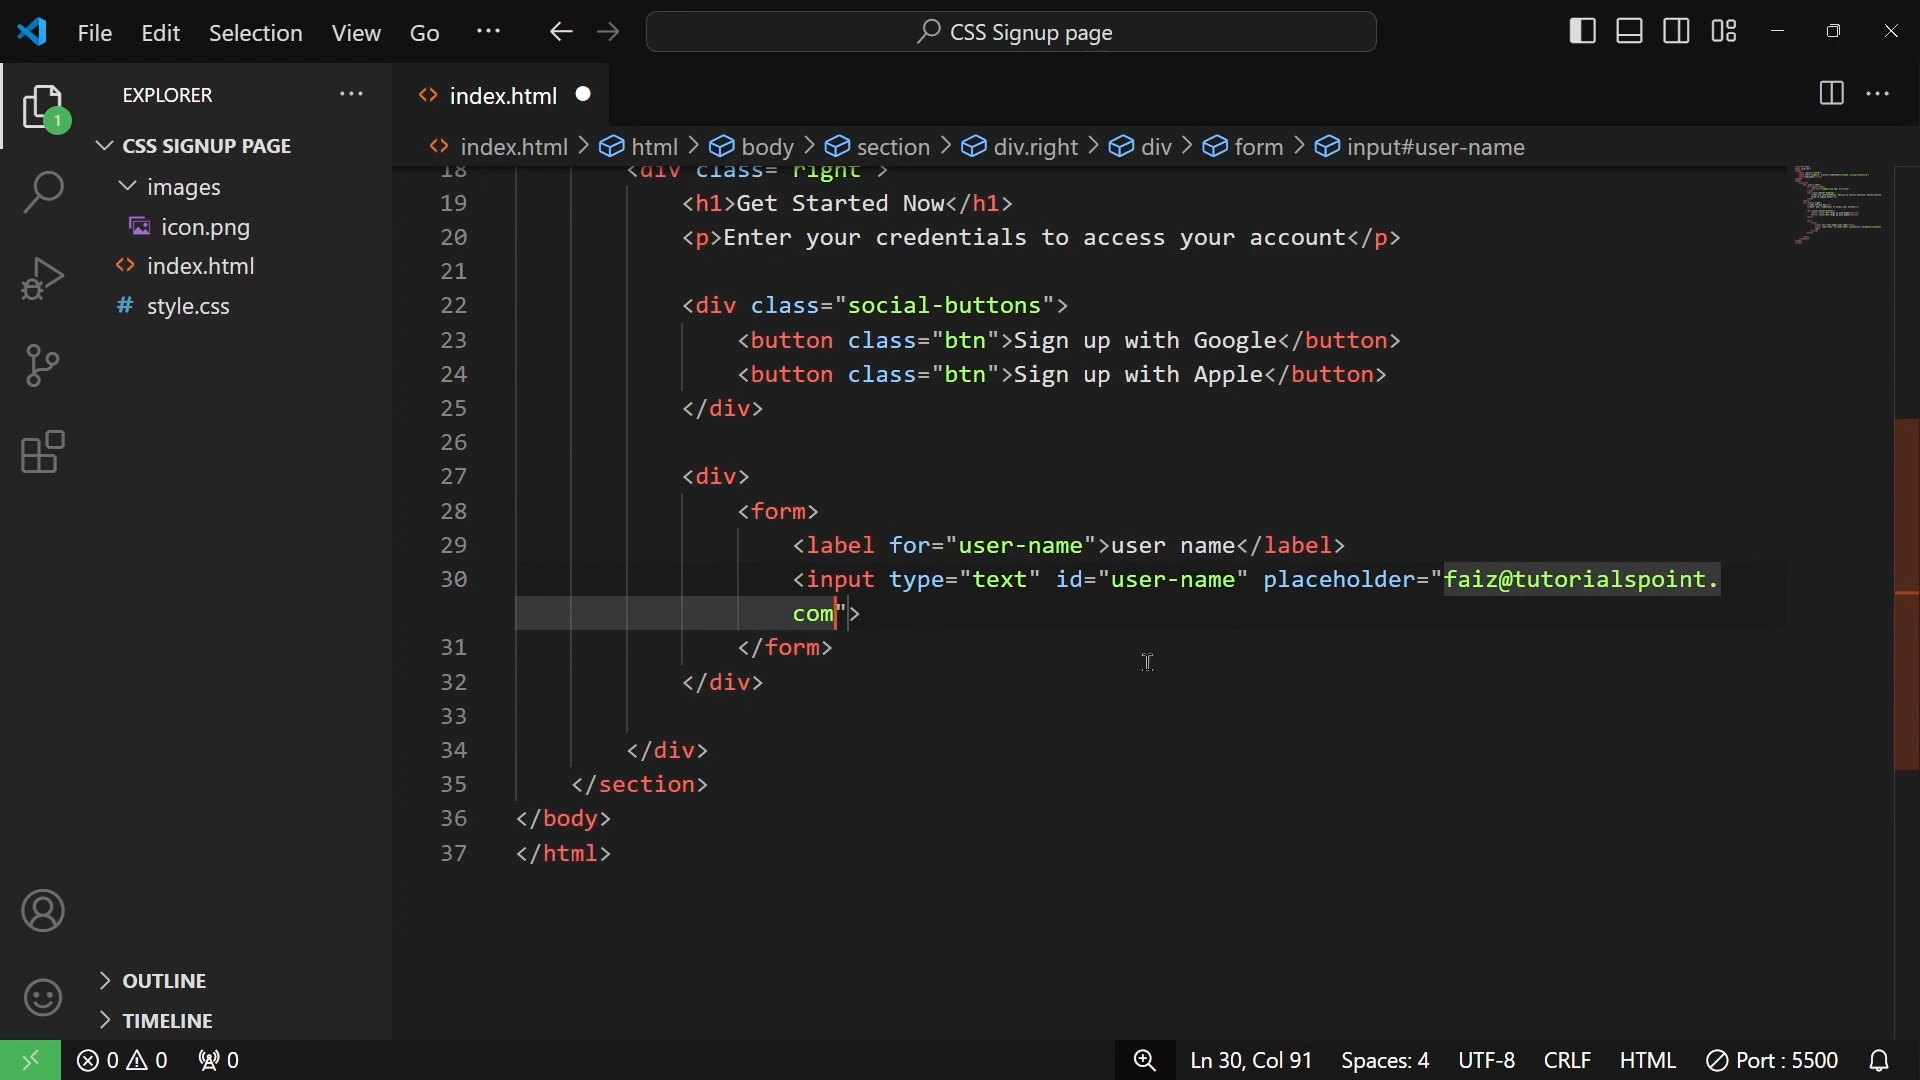 File Edit Selection View Go ··· CSS Signup page
EXPLORER ···
index.html
CSS SIGNUP PAGE
index.html > html > body > section > div.right > div > form > input#user-name
images
icon.png
index.html
style.css
1
18 <div class="right">
19 <h1>Get Started Now</h1>
20 <p>Enter your credentials to access your account</p>
21
22 <div class="social-buttons">
23 <button class="btn">Sign up with Google</button>
24 <button class="btn">Sign up with Apple</button>
25 </div>
26
27 <div>
28 <form>
29 <label for="user-name">user name</label>
30 <input type="text" id="user-name" placeholder="faiz@tutorialspoint.
com">
31 </form>
32 </div>
33
34 </div>
35 </section>
36 </body>
37 </html>
OUTLINE
TIMELINE
0 0 0 Ln 30, Col 91 Spaces: 4 UTF-8 CRLF HTML Port : 5500